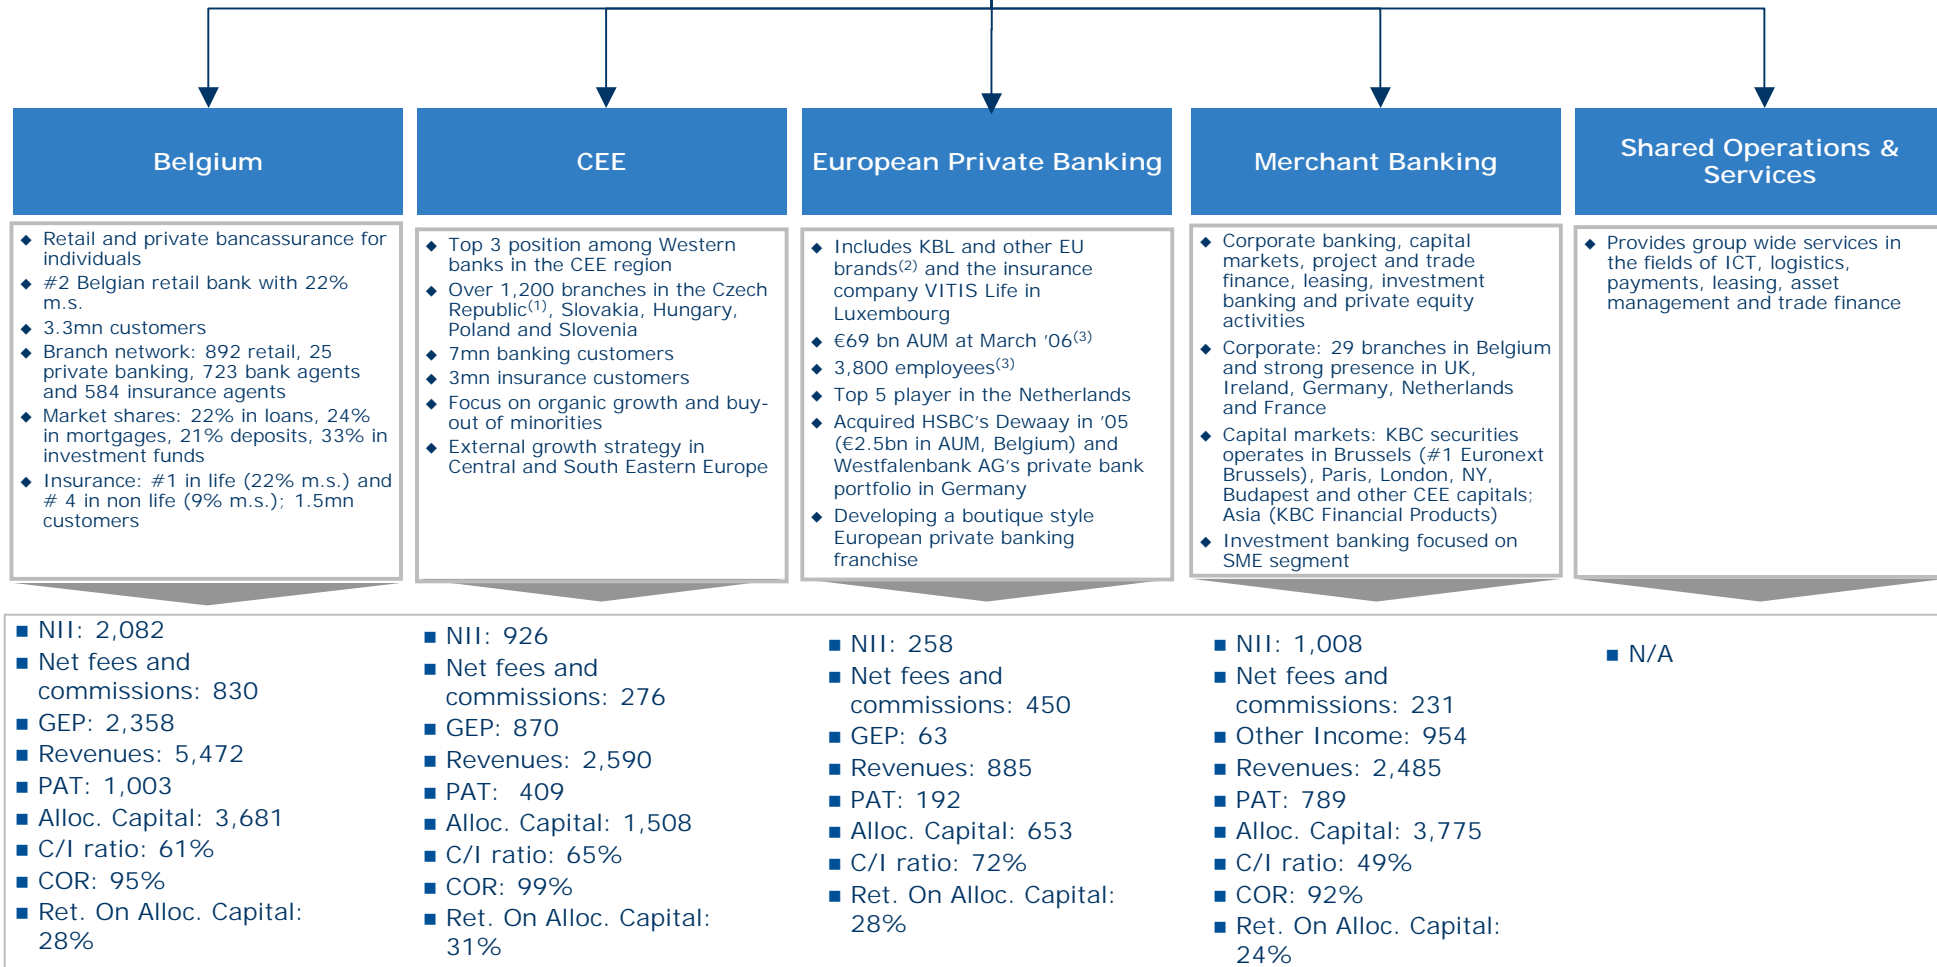 Belgium
CEE
European Private Banking
Merchant Banking
Shared Operations &
Services
◆ Retail and private bancassurance for
individuals
◆ #2 Belgian retail bank with 22%
m.s.
◆ 3.3mn customers
◆ Branch network: 892 retail, 25
private banking, 723 bank agents
and 584 insurance agents
◆ Market shares: 22% in loans, 24%
in mortgages, 21% deposits, 33% in
investment funds
◆ Insurance: #1 in life (22% m.s.) and
# 4 in non life (9% m.s.); 1.5mn
customers
◆ Top 3 position among Western
banks in the CEE region
◆ Over 1,200 branches in the Czech
Republic(1), Slovakia, Hungary,
Poland and Slovenia
◆ 7mn banking customers
◆ 3mn insurance customers
◆ Focus on organic growth and buy-
out of minorities
◆ External growth strategy in
Central and South Eastern Europe
◆ Includes KBL and other EU
brands(2) and the insurance
company VITIS Life in
Luxembourg
◆ €69 bn AUM at March '06(3)
◆ 3,800 employees(3)
◆ Top 5 player in the Netherlands
◆ Acquired HSBC's Dewaay in '05
(€2.5bn in AUM, Belgium) and
Westfalenbank AG's private bank
portfolio in Germany
◆ Developing a boutique style
European private banking
franchise
◆ Corporate banking, capital
markets, project and trade
finance, leasing, investment
banking and private equity
activities
◆ Corporate: 29 branches in Belgium
and strong presence in UK,
Ireland, Germany, Netherlands
and France
◆ Capital markets: KBC securities
operates in Brussels (#1 Euronext
Brussels), Paris, London, NY,
Budapest and other CEE capitals;
Asia (KBC Financial Products)
◆ Investment banking focused on
SME segment
◆ Provides group wide services in
the fields of ICT, logistics,
payments, leasing, asset
management and trade finance
■ NII: 2,082
■ Net fees and
commissions: 830
■ GEP: 2,358
■ Revenues: 5,472
■ PAT: 1,003
■ Alloc. Capital: 3,681
■ C/I ratio: 61%
■ COR: 95%
■ Ret. On Alloc. Capital:
28%
■ NII: 926
■ Net fees and
commissions: 276
■ GEP: 870
■ Revenues: 2,590
■ PAT: 409
■ Alloc. Capital: 1,508
■ C/I ratio: 65%
■ COR: 99%
■ Ret. On Alloc. Capital:
31%
■ NII: 258
■ Net fees and
commissions: 450
■ GEP: 63
■ Revenues: 885
■ PAT: 192
■ Alloc. Capital: 653
■ C/I ratio: 72%
■ Ret. On Alloc. Capital:
28%
■ NII: 1,008
■ Net fees and
commissions: 231
■ Other Income: 954
■ Revenues: 2,485
■ PAT: 789
■ Alloc. Capital: 3,775
■ C/I ratio: 49%
■ COR: 92%
■ Ret. On Alloc. Capital:
24%
■ N/A